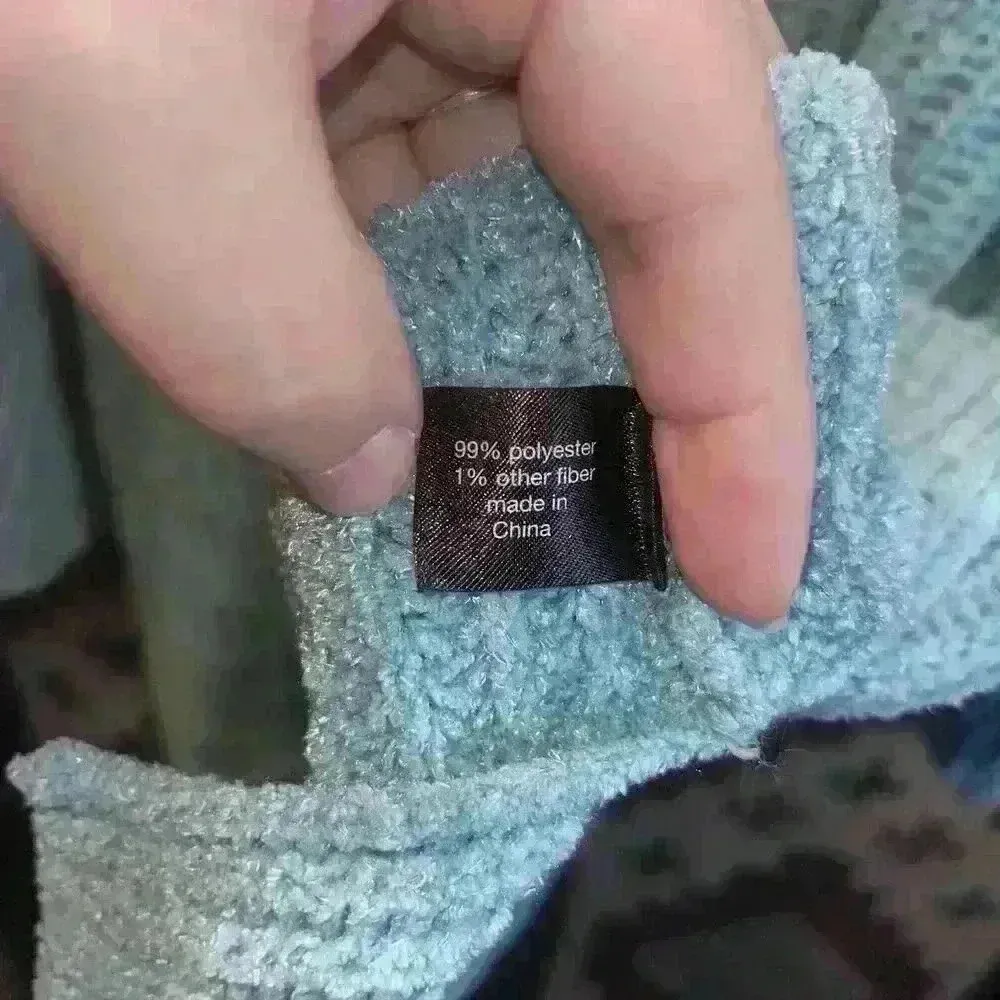 99% polyester
1% other fiber
made in
China